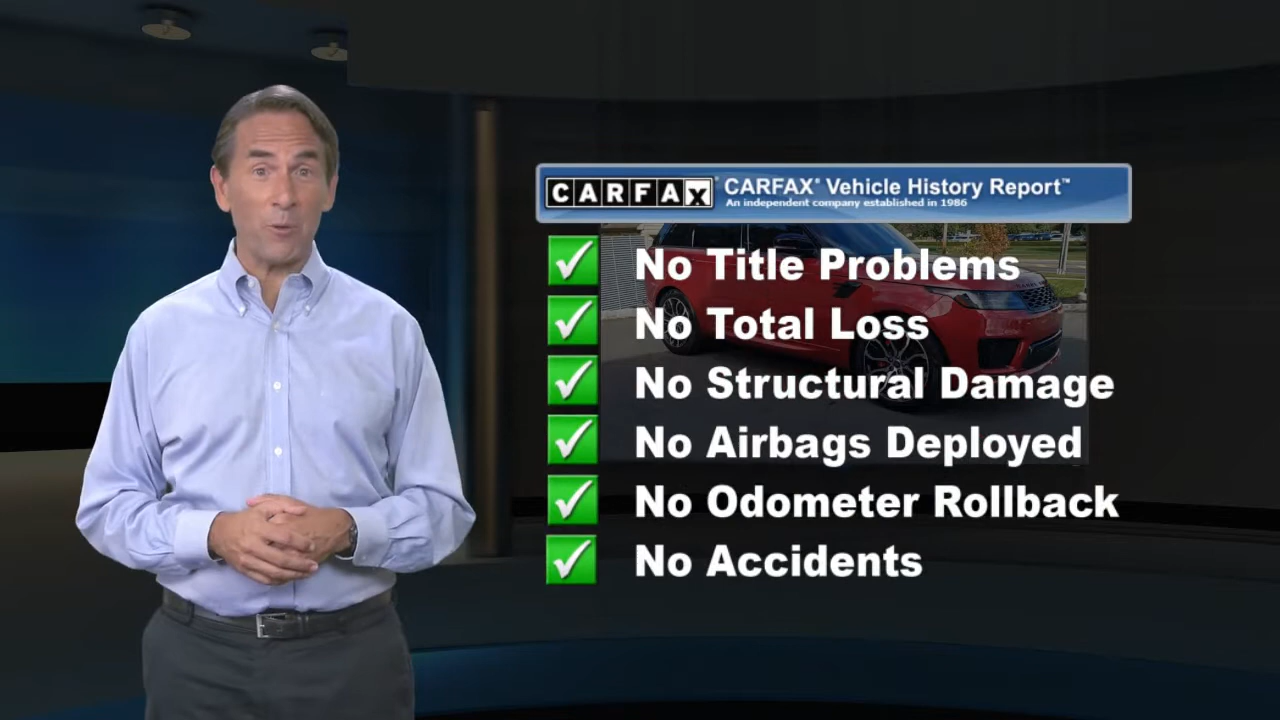 CARFAX
CARFAX® Vehicle History Report™
An independent company established in 1986
No Title Problems
No Total Loss
No Structural Damage
No Airbags Deployed
No Odometer Rollback
No Accidents